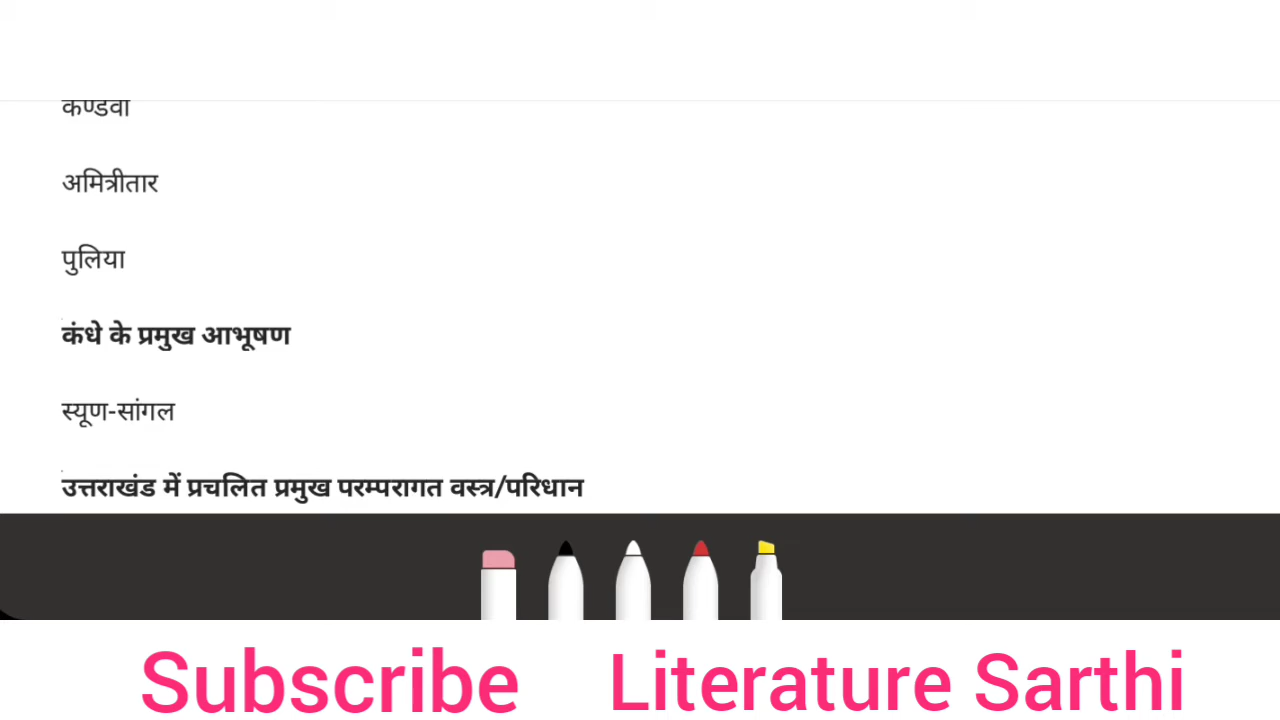 कण्डवा
अमित्रीतार
पुलिया
कंधे के प्रमुख आभूषण
स्यूण-सांगल
उत्तराखंड में प्रचलित प्रमुख परम्परागत वस्त्र/परिधान
Subscribe Literature Sarthi